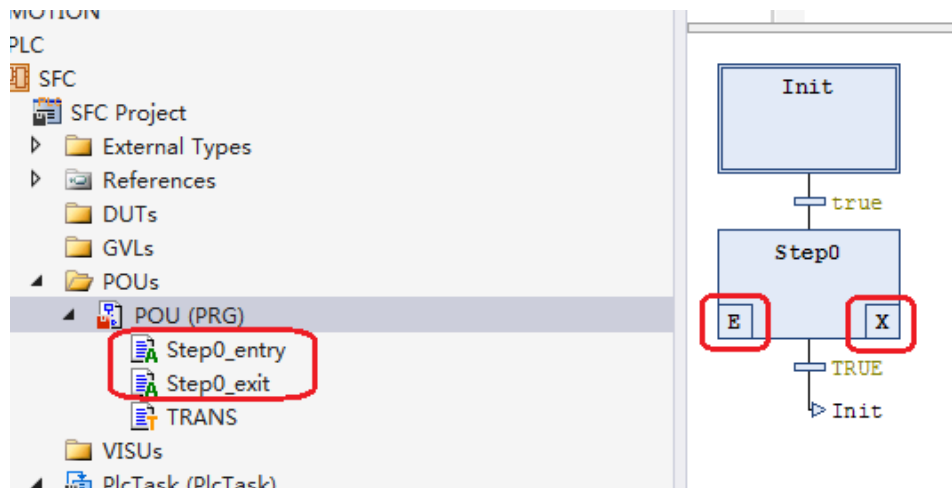 MOTION
PLC
SFC
SFC Project
External Types
References
DUTs
GVLs
POUs
POU (PRG)
Step0_entry
Step0_exit
TRANS
VISUs
PlcTask (PlcTask)
Init
true
Step0
E
X
TRUE
Init